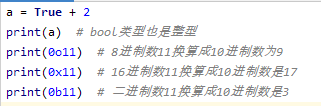 a = True + 2
print(a)  # bool类型也是整型
print(0o11)  # 8进制数11换算成10进制数为9
print(0x11)  # 16进制数11换算成10进制数是17
print(0b11)  # 二进制数11换算成10进制数是3